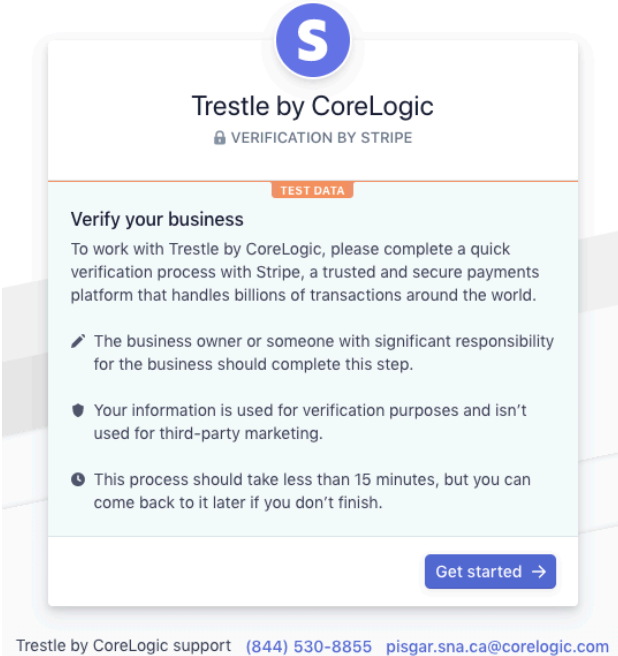 S
Trestle by CoreLogic
VERIFICATION BY STRIPE
TEST DATA
Verify your business
To work with Trestle by CoreLogic, please complete a quick
verification process with Stripe, a trusted and secure payments
platform that handles billions of transactions around the world.
The business owner or someone with significant responsibility
for the business should complete this step.
Your information is used for verification purposes and isn’t
used for third-party marketing.
This process should take less than 15 minutes, but you can
come back to it later if you don’t finish.
Get started →
Trestle by CoreLogic support (844) 530-8855 pisgar.sna.ca@corelogic.com